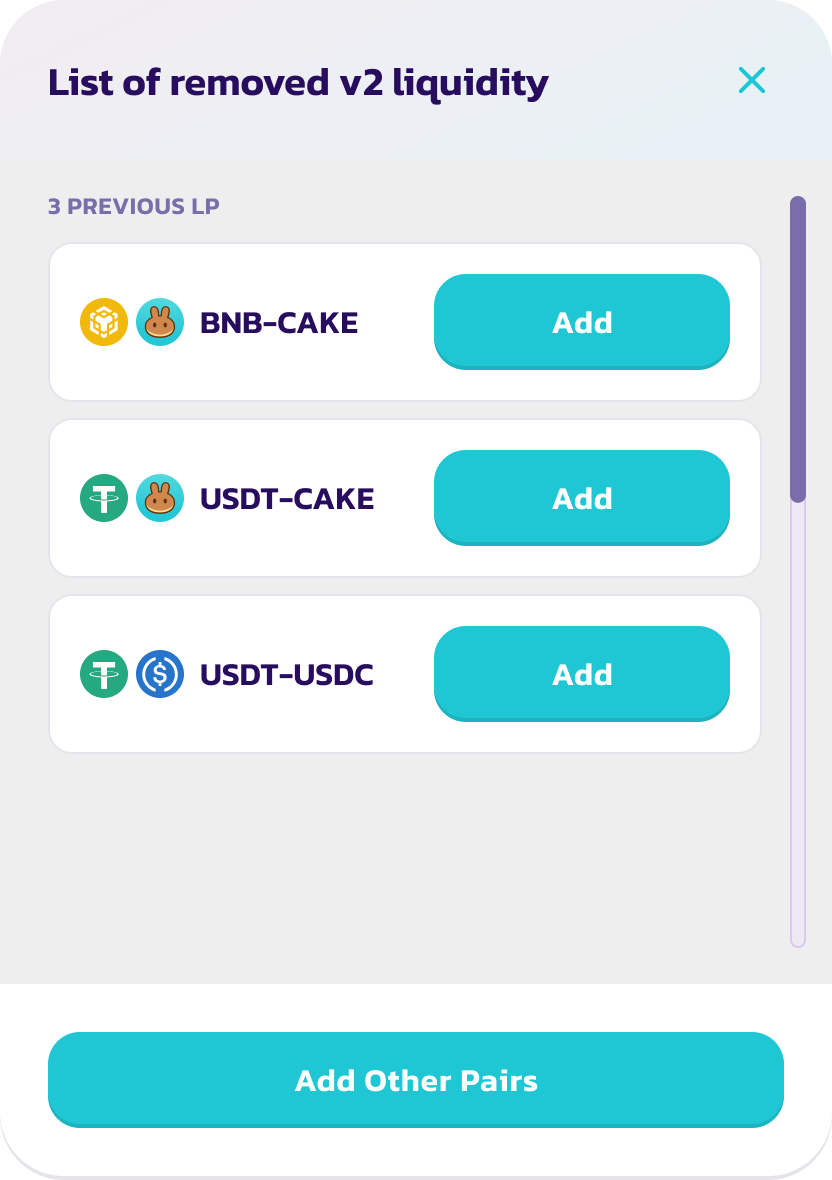 List of removed v2 liquidity
3 PREVIOUS LP
BNB-CAKE
Add
USDT-CAKE
Add
USDT-USDC
Add
Add Other Pairs